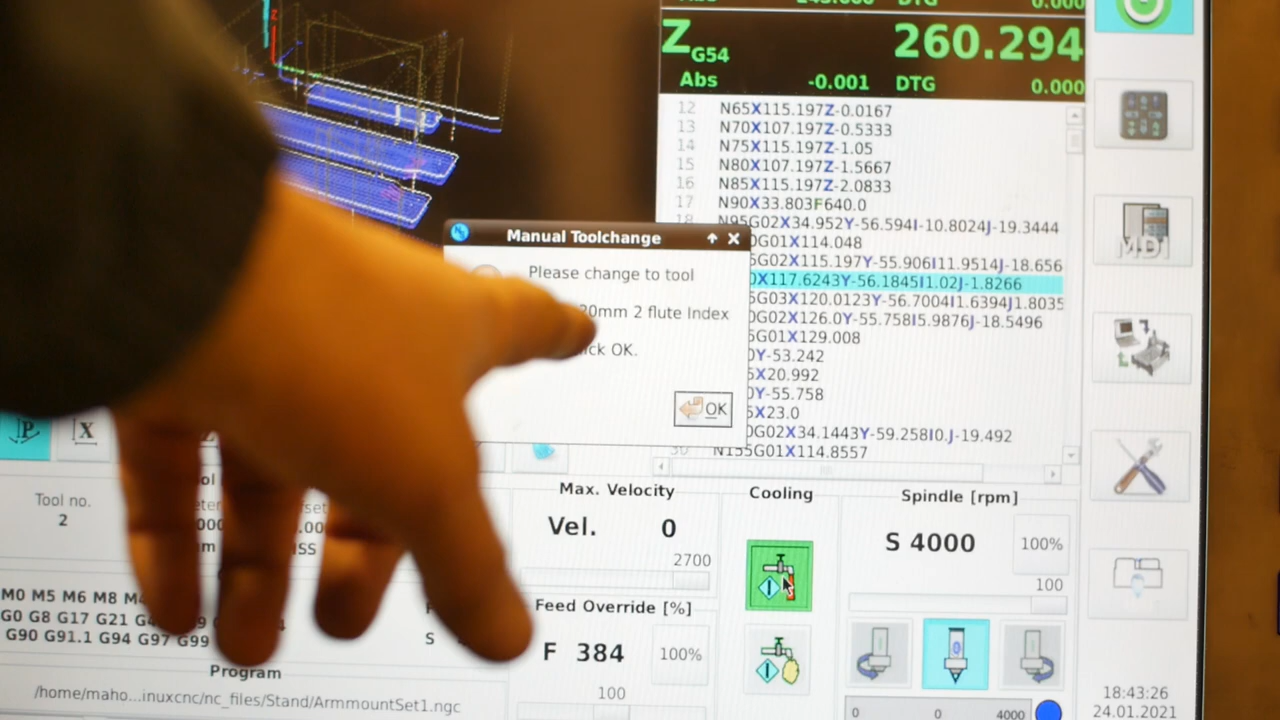 Abs DTG 0.000
Z G54 260.294
Abs -0.001 DTG 0.000
12 N65X115.197Z-0.0167
13 N70X107.197Z-0.5333
14 N75X115.197Z-1.05
15 N80X107.197Z-1.5667
16 N85X115.197Z-2.0833
17 N90X33.803F640.0
18 N95G02X34.952Y-56.594I-10.8024J-19.3444
0G01X114.048
5G02X115.197Y-55.906I11.9514J-18.656
0X117.6243Y-56.1845I1.02J-1.8266
5G03X120.0123Y-56.7004I1.6394J1.8035
0G02X126.0Y-55.758I5.9876J-18.5496
5G01X129.008
0Y-53.242
5X20.992
0Y-55.758
5X23.0
0G02X34.1443Y-59.258I0.J-19.492
30 N155G01X114.8557
Manual Toolchange
Please change to tool
20mm 2 flute Index
ick OK.
OK
MDI
P
X
Tool no.
2
Max. Velocity
Vel. 0
2700
Cooling
Spindle [rpm]
S 4000 100%
100
M0 M5 M6 M8
G0 G8 G17 G21
G90 G91.1 G94 G97 G99
S
Feed Override [%]
F 384 100%
100
Program
/home/maho...inuxcnc/nc_files/Stand/ArmmountSet1.ngc
0 0 4000
18:43:26
24.01.2021